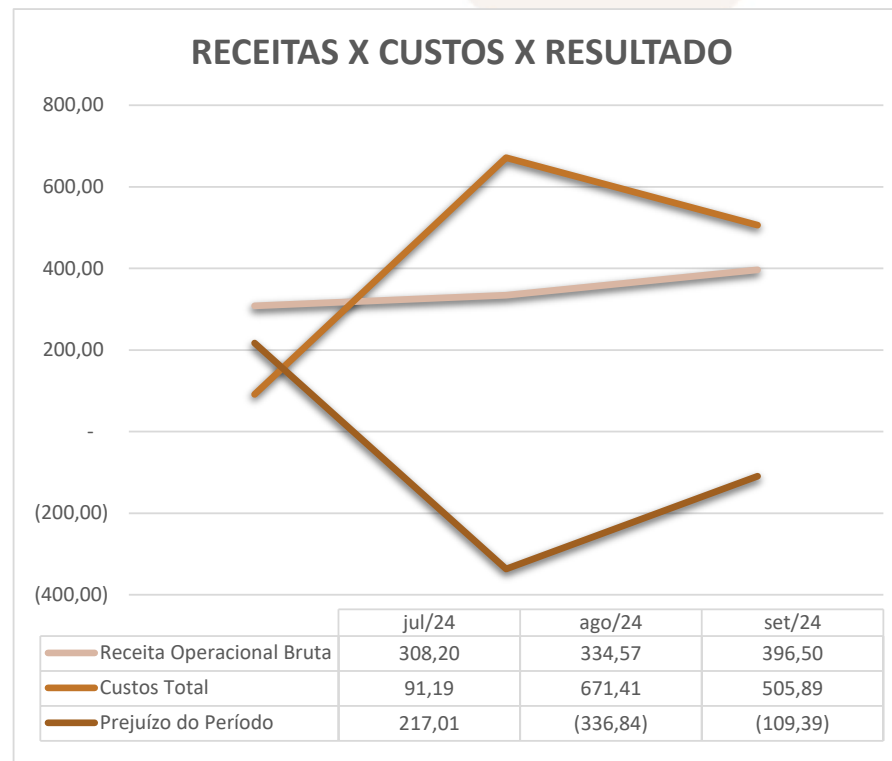 RECEITAS X CUSTOS X RESULTADO
800,00
600,00
400,00
200,00
-
(200,00)
(400,00)
jul/24 ago/24 set/24
Receita Operacional Bruta 308,20 334,57 396,50
Custos Total 91,19 671,41 505,89
Prejuízo do Período 217,01 (336,84) (109,39)